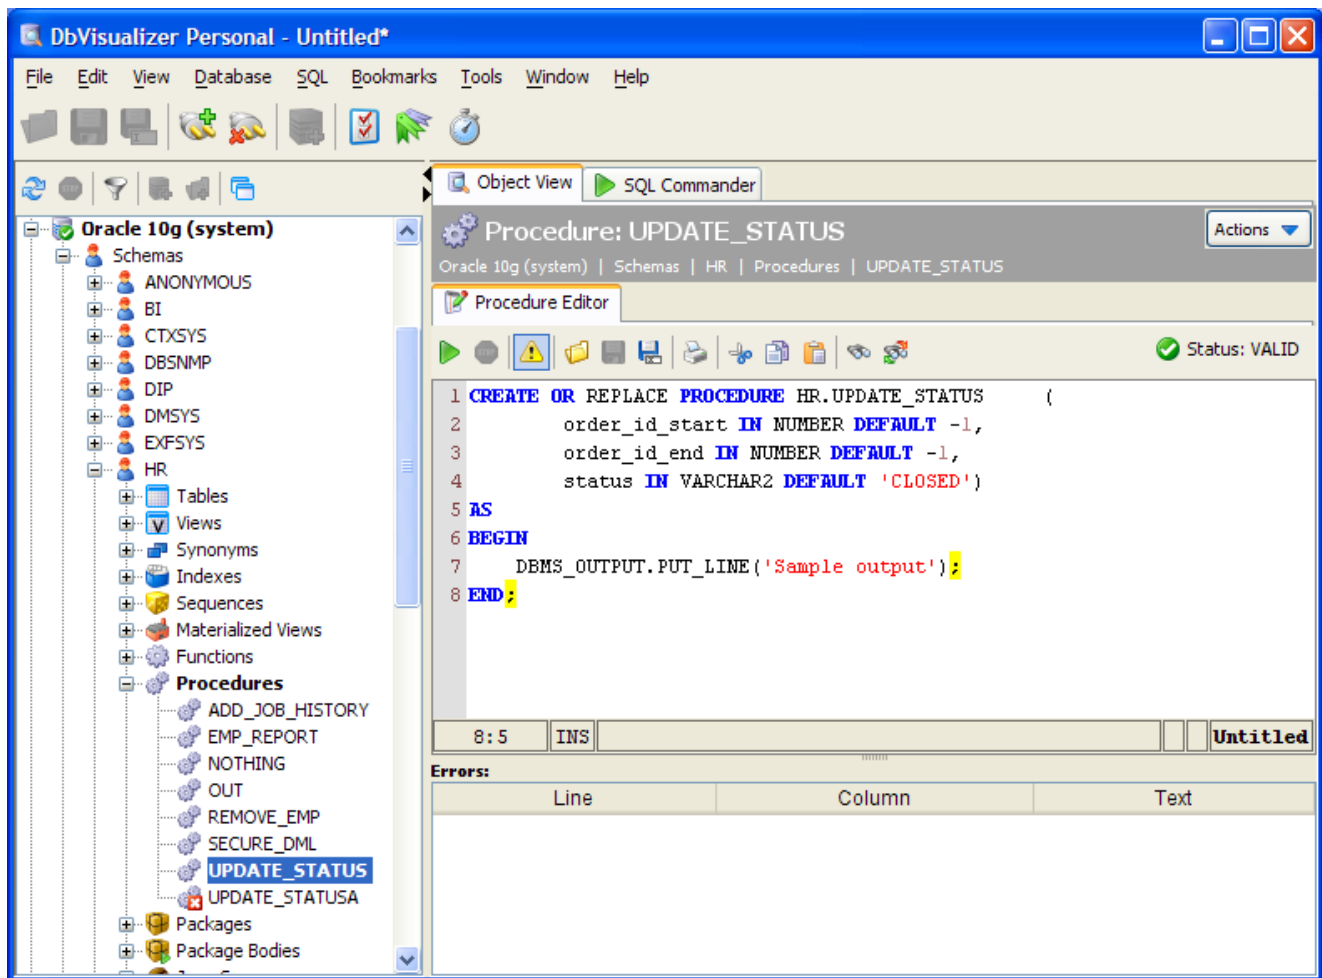 DbVisualizer Personal - Untitled*
File Edit View Database SQL Bookmarks Tools Window Help
Object View SQL Commander
Oracle 10g (system)
Schemas
ANONYMOUS
BI
CTXSYS
DBSNMP
DIP
DMSYS
EXFSYS
HR
Tables
Views
Synonyms
Indexes
Sequences
Materialized Views
Functions
Procedures
ADD_JOB_HISTORY
EMP_REPORT
NOTHING
OUT
REMOVE_EMP
SECURE_DML
UPDATE_STATUS
UPDATE_STATUSA
Packages
Package Bodies
Procedure: UPDATE_STATUS Actions
Oracle 10g (system) | Schemas | HR | Procedures | UPDATE_STATUS
Procedure Editor
Status: VALID
1 CREATE OR REPLACE PROCEDURE HR.UPDATE_STATUS (
2 order_id_start IN NUMBER DEFAULT -1,
3 order_id_end IN NUMBER DEFAULT -1,
4 status IN VARCHAR2 DEFAULT 'CLOSED')
5 AS
6 BEGIN
7 DBMS_OUTPUT.PUT_LINE('Sample output');
8 END;
8:5 INS Untitled
Errors:
Line Column Text